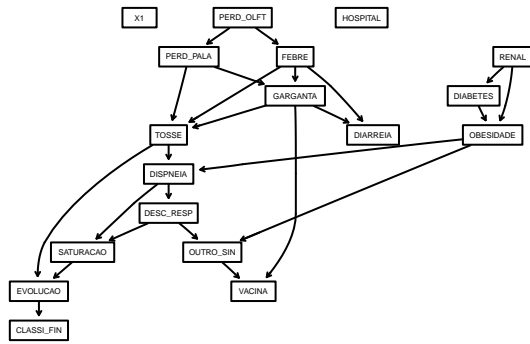 X1
PERD_OLFT
HOSPITAL
PERD_PALA
FEBRE
RENAL
GARGANTA
DIABETES
TOSSE
DIARREIA
OBESIDADE
DISPNEIA
DESC_RESP
SATURACAO
OUTRO_SIN
EVOLUCAO
VACINA
CLASSI_FIN